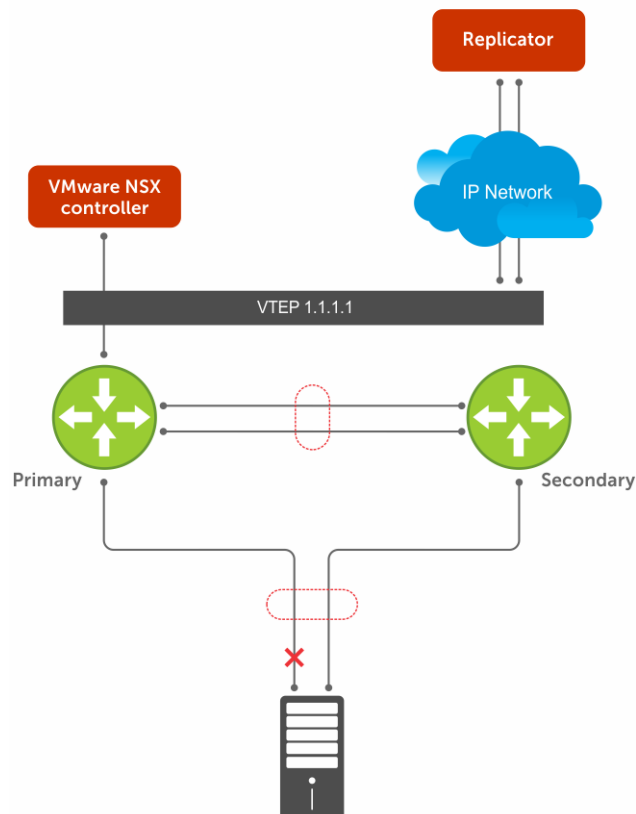 Replicator
IP Network
VMware NSX
controller
VTEP 1.1.1.1
Primary
Secondary